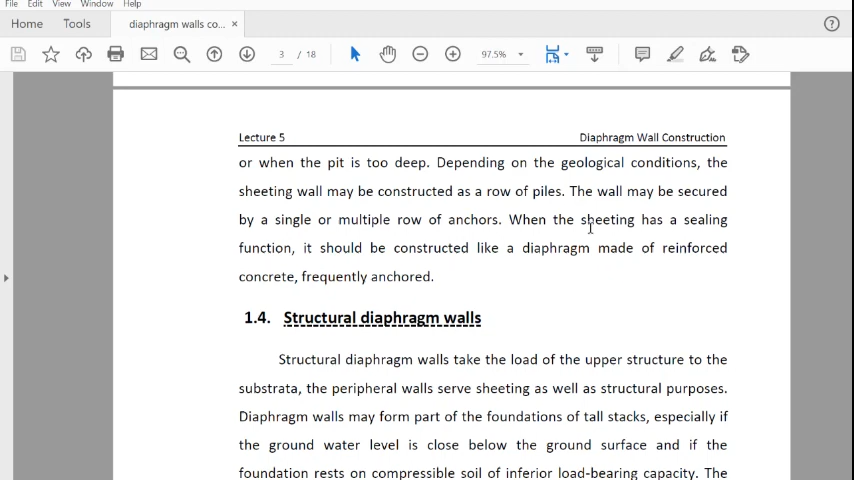 File Edit View Window Help
Home Tools diaphragm walls co... ×
3 / 18 97.5%
Lecture 5 Diaphragm Wall Construction
or when the pit is too deep. Depending on the geological conditions, the
sheeting wall may be constructed as a row of piles. The wall may be secured
by a single or multiple row of anchors. When the sheeting has a sealing
function, it should be constructed like a diaphragm made of reinforced
concrete, frequently anchored.
1.4. Structural diaphragm walls
Structural diaphragm walls take the load of the upper structure to the
substrata, the peripheral walls serve sheeting as well as structural purposes.
Diaphragm walls may form part of the foundations of tall stacks, especially if
the ground water level is close below the ground surface and if the
foundation rests on compressible soil of inferior load-bearing capacity. The